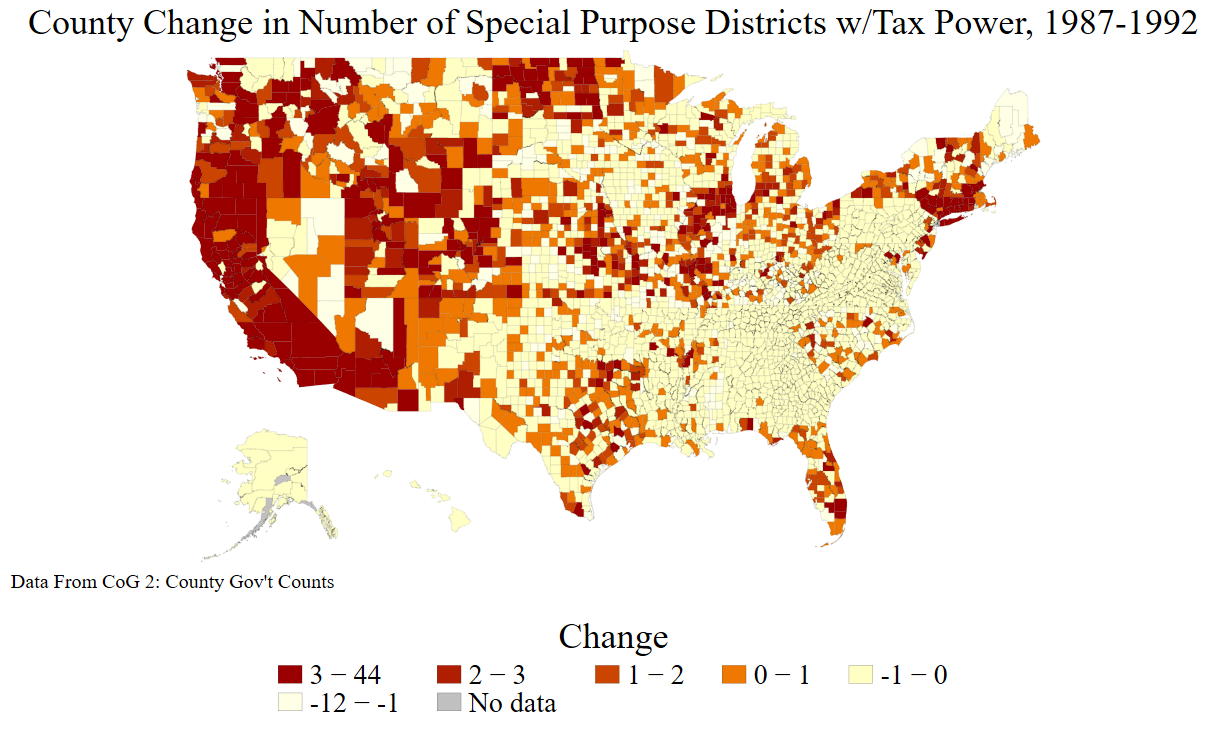 County Change in Number of Special Purpose Districts w/Tax Power, 1987-1992
Data From CoG 2: County Gov't Counts
Change
3 − 44 2 − 3 1 − 2 0 − 1 -1 − 0
-12 − -1 No data